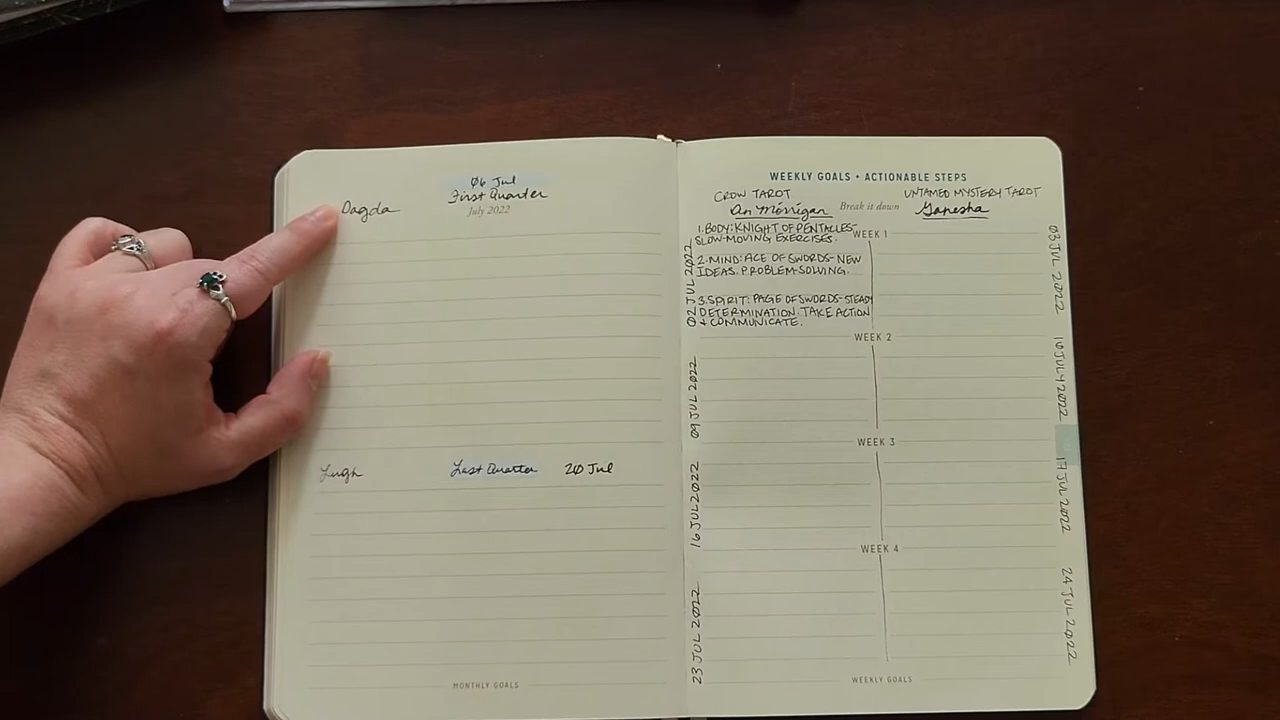 06 Jul
First Quarter
July 2022
Dagda
Lugh Last Quarter 20 Jul
MONTHLY GOALS
WEEKLY GOALS + ACTIONABLE STEPS
CROW TAROT UNTAMED MYSTERY TAROT
An Mórrigan Break it down Ganesha
WEEK 1
02 JUL 2022
1. BODY: KNIGHT OF PENTACLES-
SLOW-MOVING EXERCISES.
2. MIND: ACE OF SWORDS- NEW
IDEAS. PROBLEM-SOLVING.
3. SPIRIT: PAGE OF SWORDS- STEADY
DETERMINATION. TAKE ACTION
+ COMMUNICATE.
03 JUL 2022
WEEK 2
09 JUL 2022
10 JULY 2022
WEEK 3
16 JUL 2022
17 JUL 2022
WEEK 4
23 JUL 2022
24 JUL 2022
WEEKLY GOALS